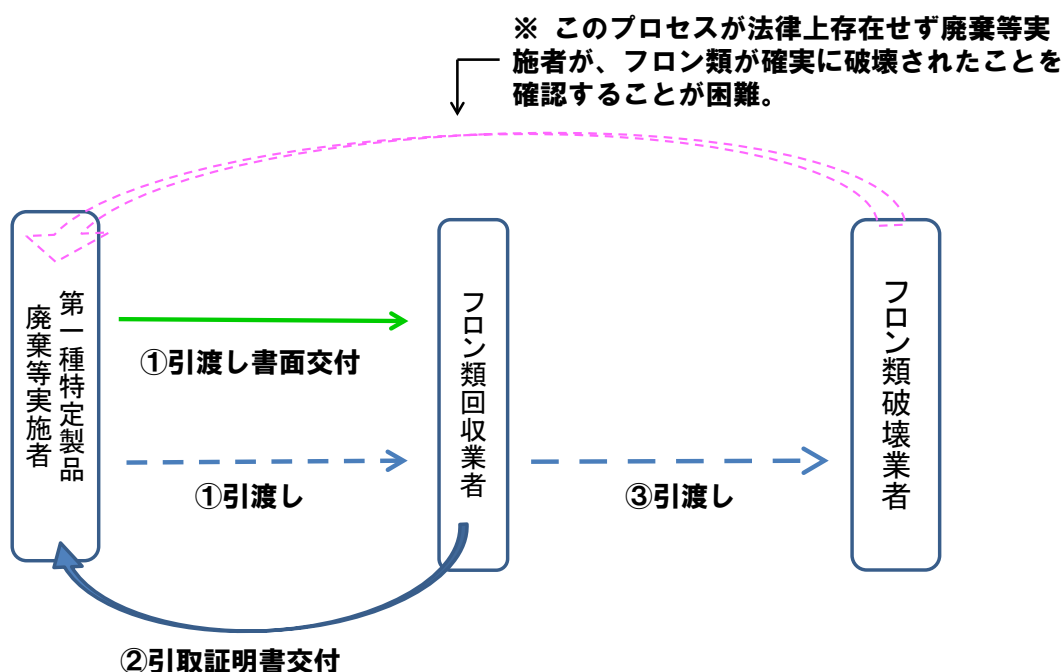 ※ このプロセスが法律上存在せず廃棄等実
施者が、フロン類が確実に破壊されたことを
確認することが困難。
第一種特定製品
廃棄等実施者
フロン類回収業者
フロン類破壊業者
①引渡し書面交付
①引渡し
③引渡し
②引取証明書交付